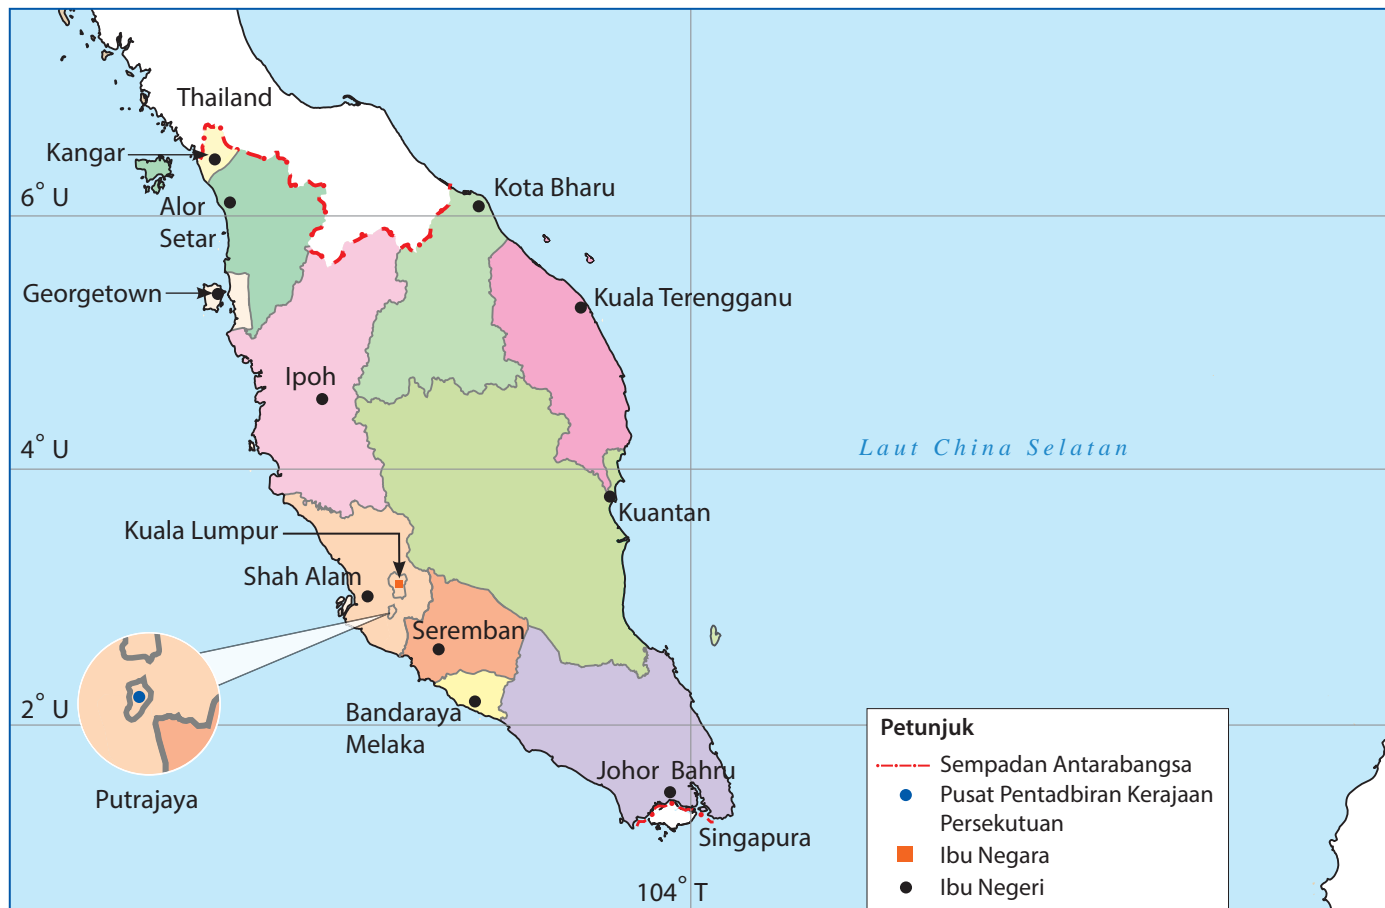 Thailand
Kangar
Kota Bharu
6° U
Alor
Setar
Georgetown
Kuala Terengganu
Ipoh
4° U
Laut China Selatan
Kuantan
Kuala Lumpur
Shah Alam
Seremban
2° U
Bandaraya
Melaka
Petunjuk
Sempadan Antarabangsa
Johor Bahru
Pusat Pentadbiran Kerajaan
Persekutuan
Putrajaya
Singapura
Ibu Negara
104° T
Ibu Negeri